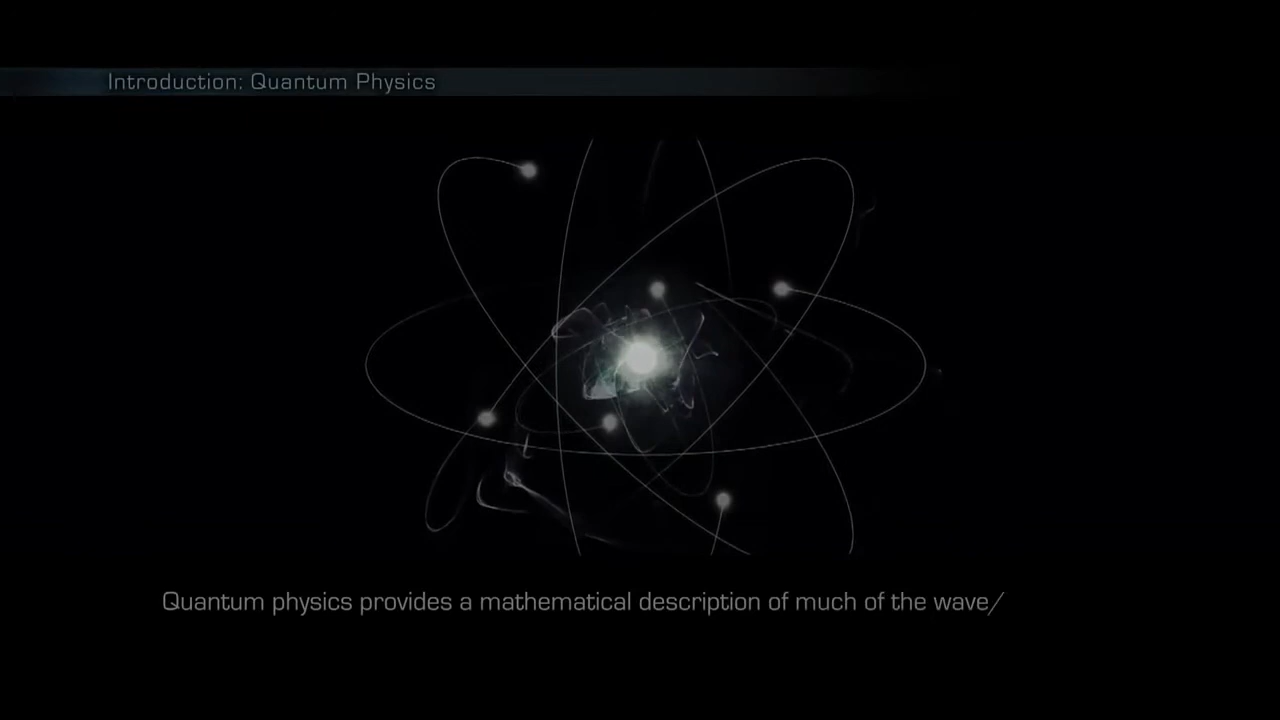 Introduction: Quantum Physics
Quantum physics provides a mathematical description of much of the wave/